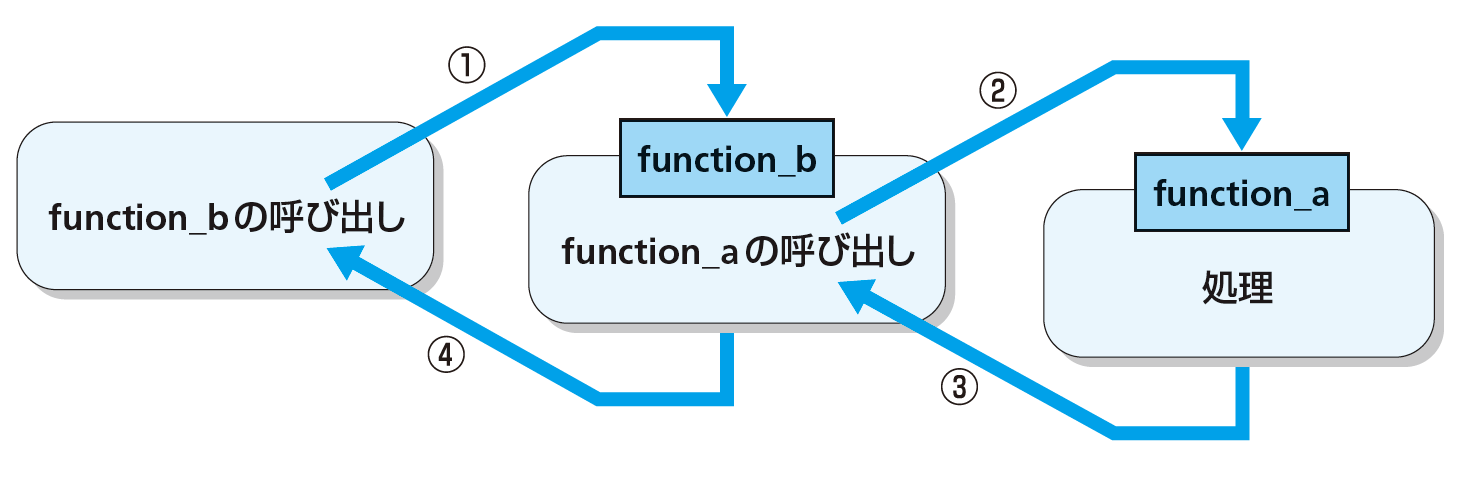 ①
function_bの呼び出し
④
function_b
function_aの呼び出し
②
③
function_a
処理